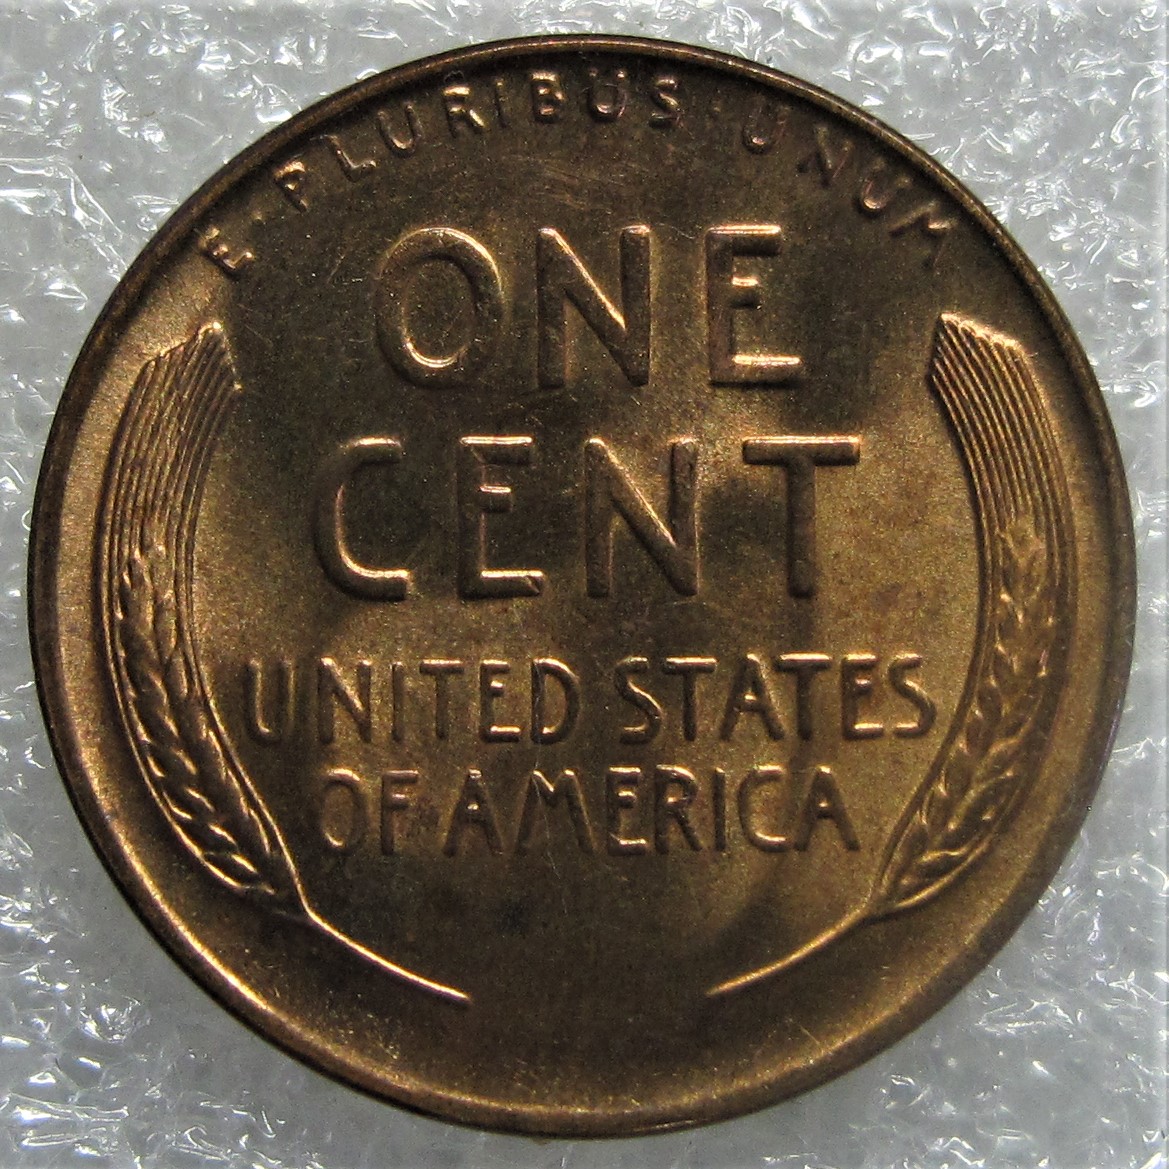 E · PLURIBUS · UNUM
ONE
CENT
UNITED STATES
OF AMERICA